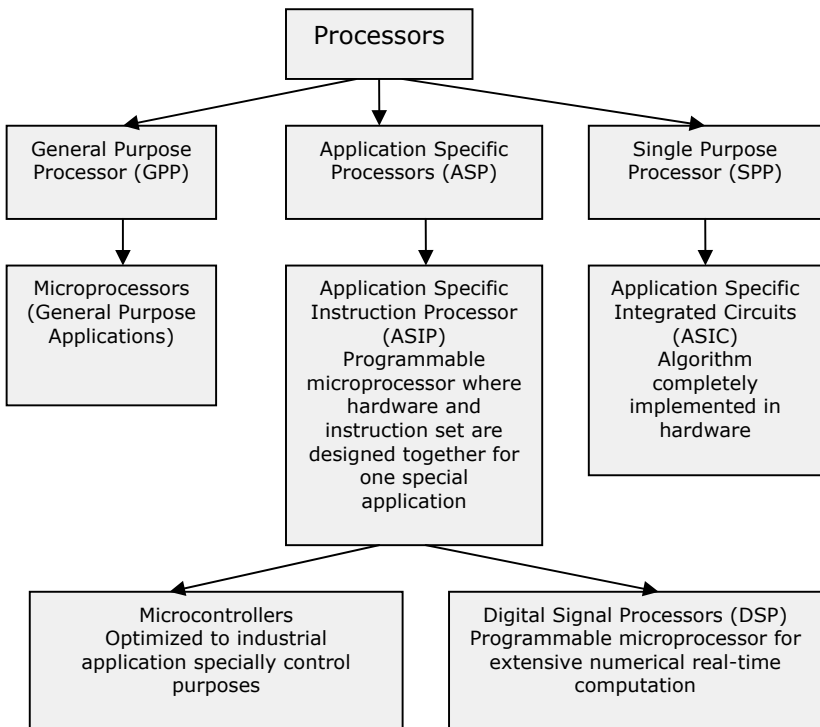 Processors
General Purpose
Processor (GPP)
Application Specific
Processors (ASP)
Single Purpose
Processor (SPP)
Microprocessors
(General Purpose
Applications)
Application Specific
Instruction Processor
(ASIP)
Programmable
microprocessor where
hardware and
instruction set are
designed together for
one special
application
Application Specific
Integrated Circuits
(ASIC)
Algorithm
completely
implemented in
hardware
Microcontrollers
Optimized to industrial
application specially control
purposes
Digital Signal Processors (DSP)
Programmable microprocessor for
extensive numerical real-time
computation